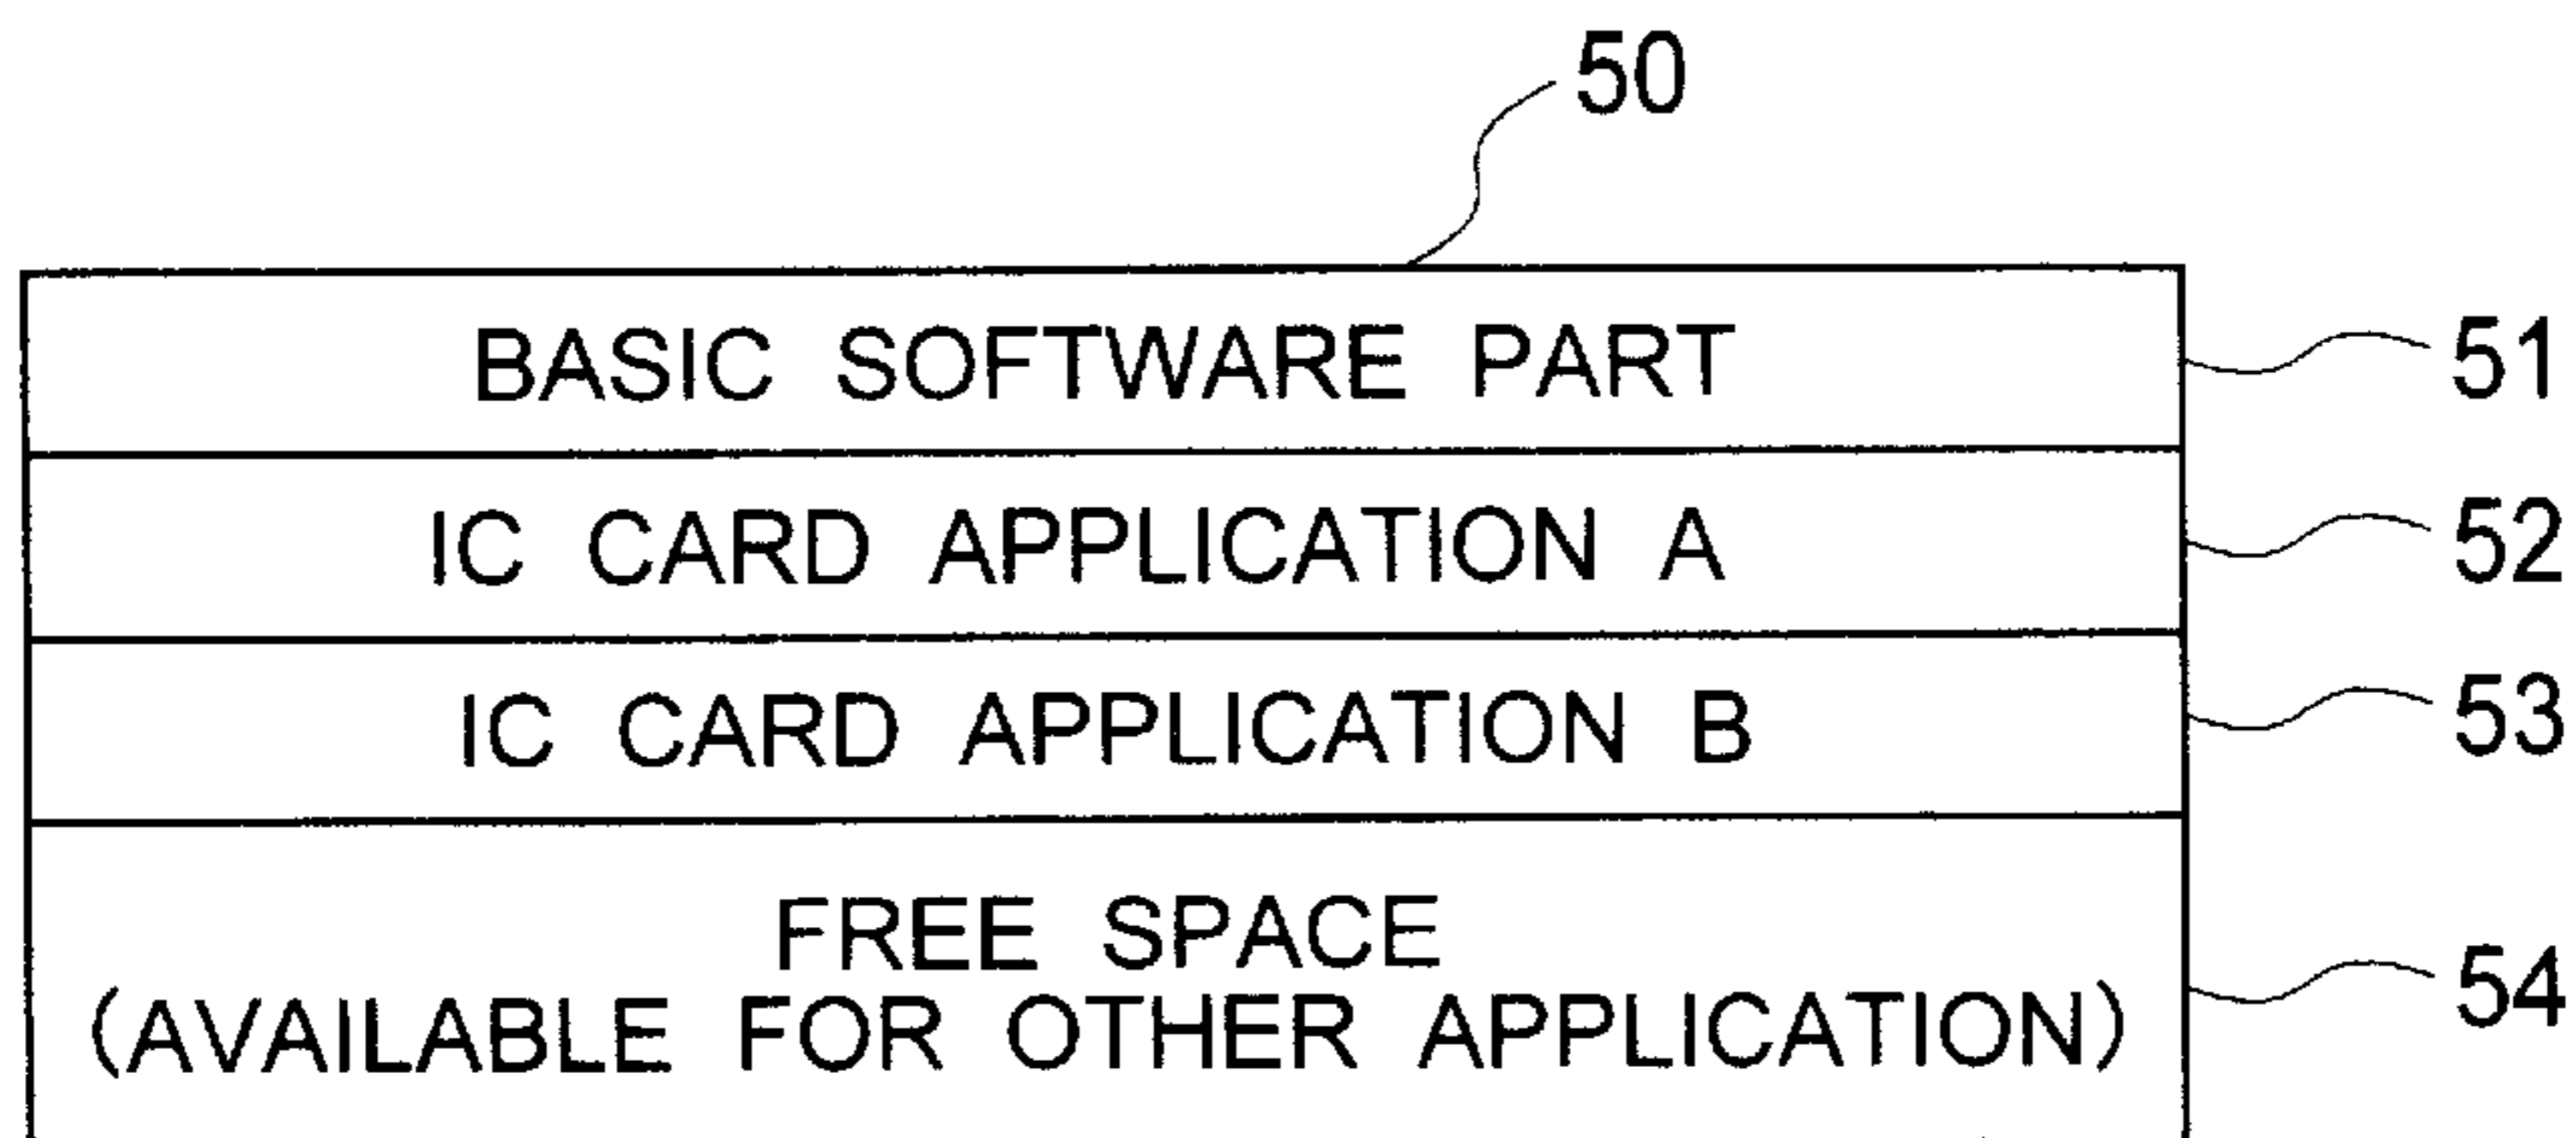 50
BASIC SOFTWARE PART 51
IC CARD APPLICATION A 52
IC CARD APPLICATION B 53
FREE SPACE
(AVAILABLE FOR OTHER APPLICATION) 54